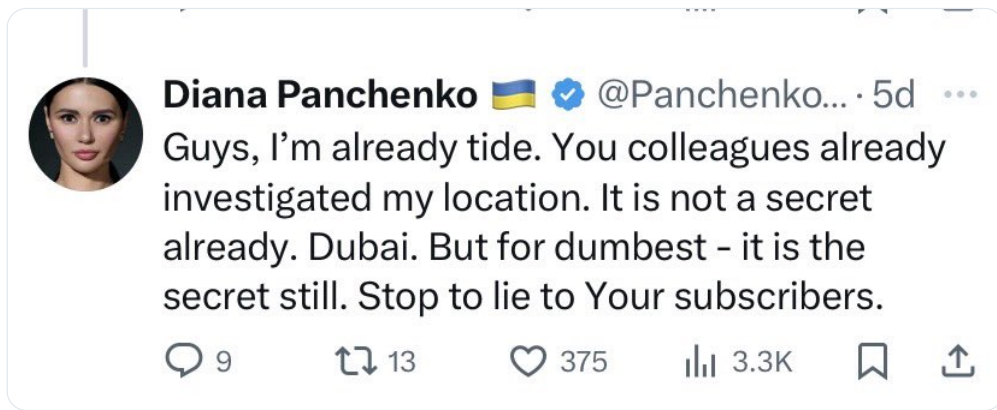 Diana Panchenko 🇺🇦 @Panchenko... · 5d ...
Guys, I'm already tide. You colleagues already
investigated my location. It is not a secret
already. Dubai. But for dumbest - it is the
secret still. Stop to lie to Your subscribers.
9 13 375 3.3K